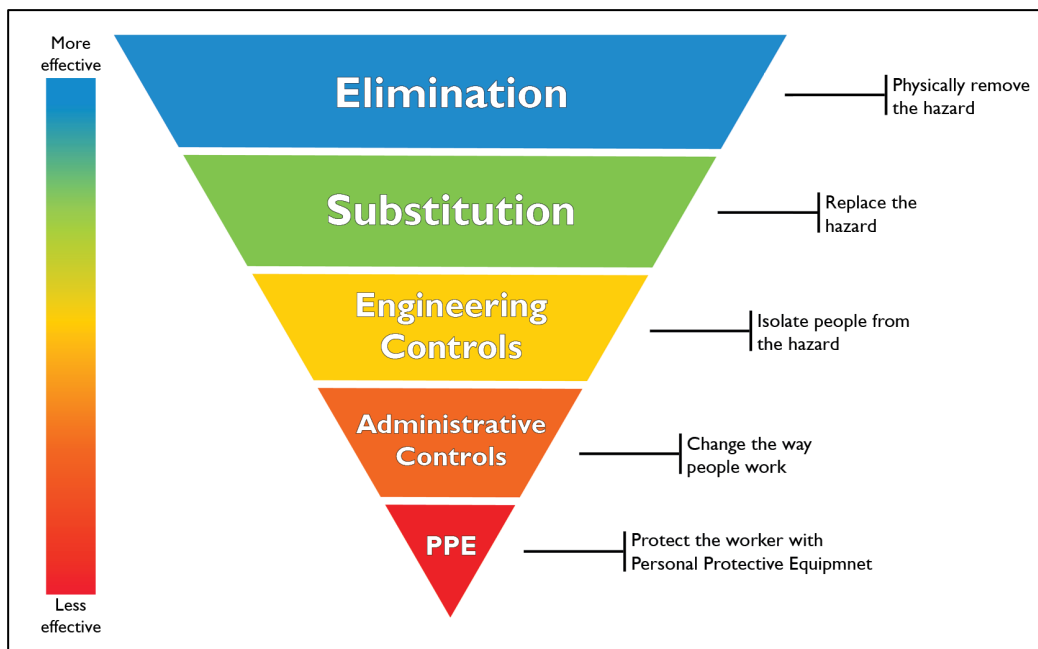 More
effective
Elimination
Physically remove
the hazard
Substitution
Replace the
hazard
Engineering
Controls
Isolate people from
the hazard
Administrative
Controls
Change the way
people work
PPE
Protect the worker with
Personal Protective Equipmnet
Less
effective